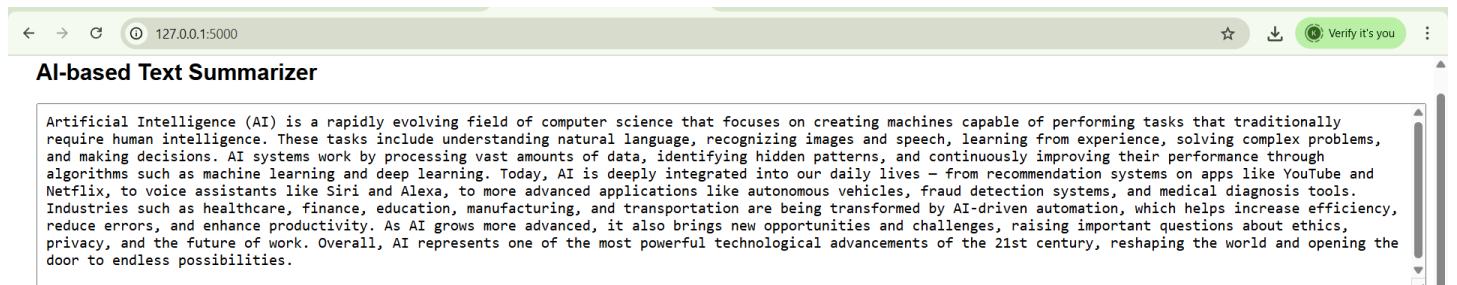 127.0.0.1:5000
Verify it's you
AI-based Text Summarizer
Artificial Intelligence (AI) is a rapidly evolving field of computer science that focuses on creating machines capable of performing tasks that traditionally
require human intelligence. These tasks include understanding natural language, recognizing images and speech, learning from experience, solving complex problems,
and making decisions. AI systems work by processing vast amounts of data, identifying hidden patterns, and continuously improving their performance through
algorithms such as machine learning and deep learning. Today, AI is deeply integrated into our daily lives — from recommendation systems on apps like YouTube and
Netflix, to voice assistants like Siri and Alexa, to more advanced applications like autonomous vehicles, fraud detection systems, and medical diagnosis tools.
Industries such as healthcare, finance, education, manufacturing, and transportation are being transformed by AI-driven automation, which helps increase efficiency,
reduce errors, and enhance productivity. As AI grows more advanced, it also brings new opportunities and challenges, raising important questions about ethics,
privacy, and the future of work. Overall, AI represents one of the most powerful technological advancements of the 21st century, reshaping the world and opening the
door to endless possibilities.